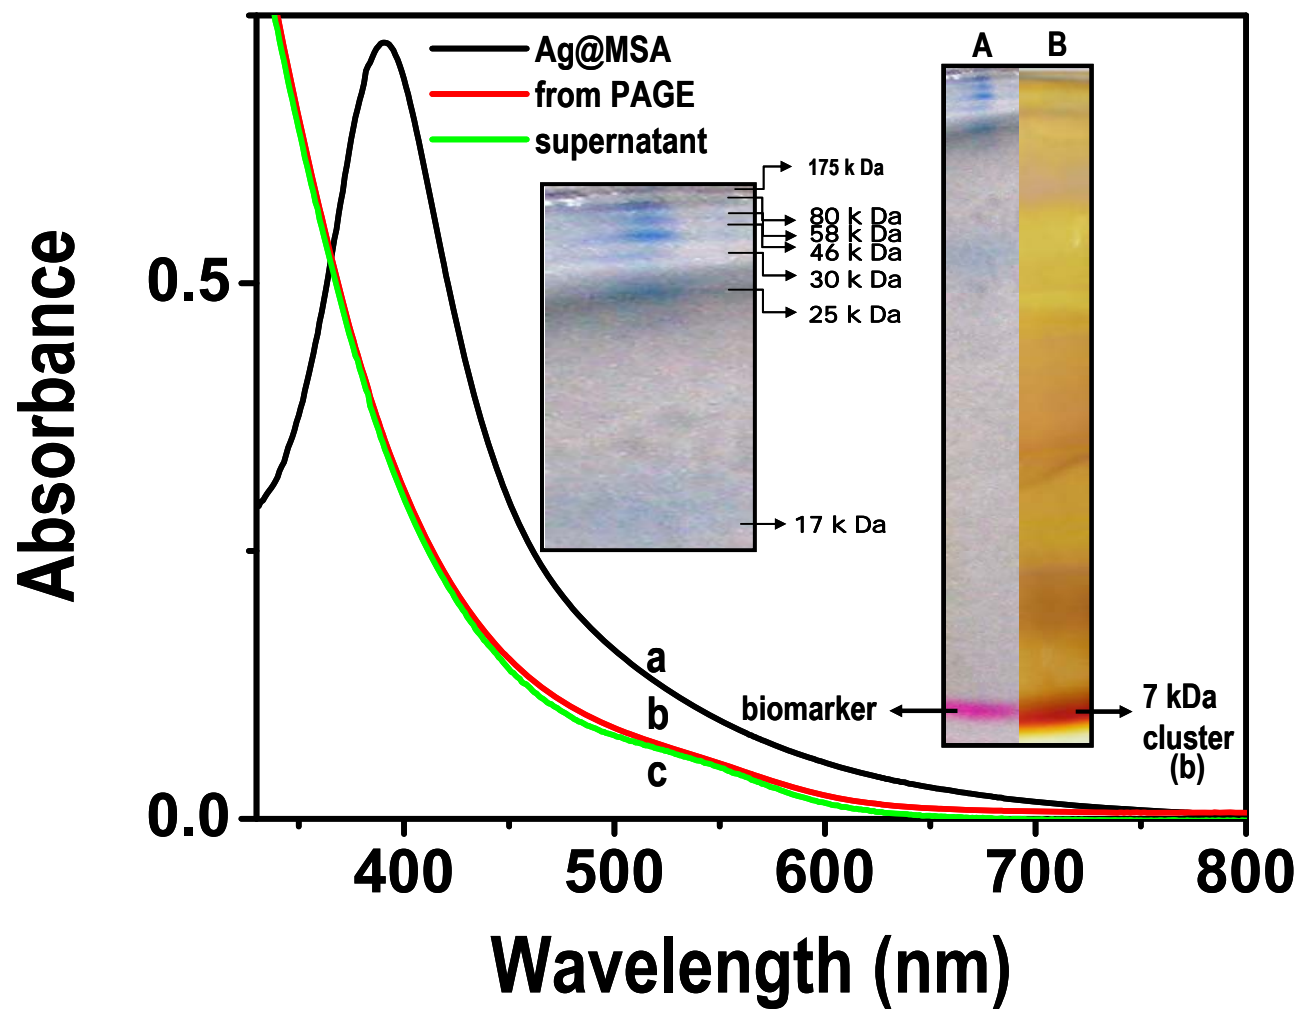 Ag@MSA
from PAGE
supernatant
A B
175 k Da
80 k Da
58 k Da
46 k Da
30 k Da
25 k Da
17 k Da
a
b
c
biomarker
7 kDa
cluster
(b)
Absorbance
0.5
0.0
400 500 600 700 800
Wavelength (nm)